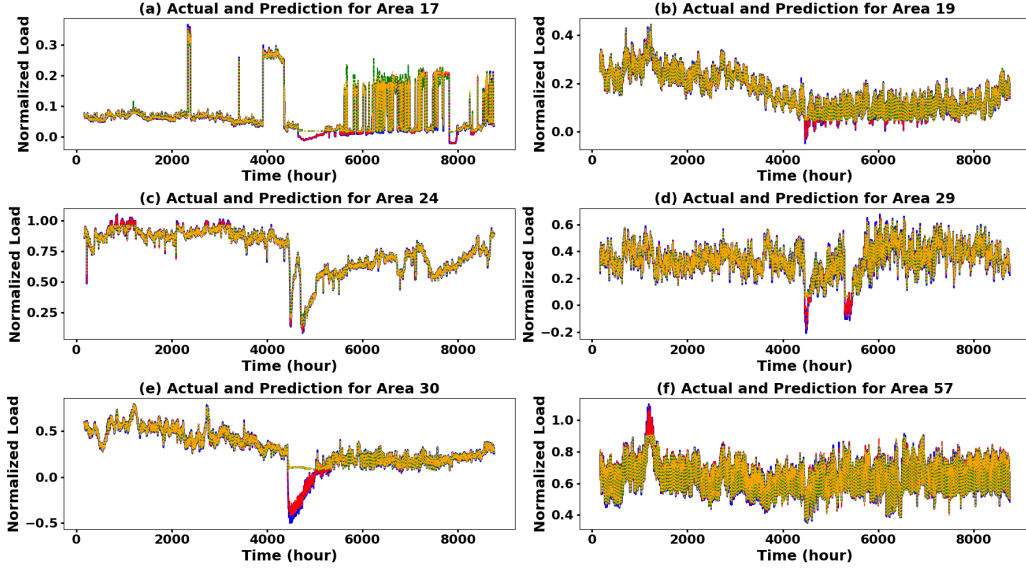 (a) Actual and Prediction for Area 17
Normalized Load
0.3
0.2
0.1
0.0
0 2000 4000 6000 8000
Time (hour)
(b) Actual and Prediction for Area 19
Normalized Load
0.4
0.2
0.0
0 2000 4000 6000 8000
Time (hour)
(c) Actual and Prediction for Area 24
Normalized Load
1.00
0.75
0.50
0.25
0 2000 4000 6000 8000
Time (hour)
(d) Actual and Prediction for Area 29
Normalized Load
0.6
0.4
0.2
0.0
−0.2
0 2000 4000 6000 8000
Time (hour)
(e) Actual and Prediction for Area 30
Normalized Load
0.5
0.0
−0.5
0 2000 4000 6000 8000
Time (hour)
(f) Actual and Prediction for Area 57
Normalized Load
1.0
0.8
0.6
0.4
0 2000 4000 6000 8000
Time (hour)